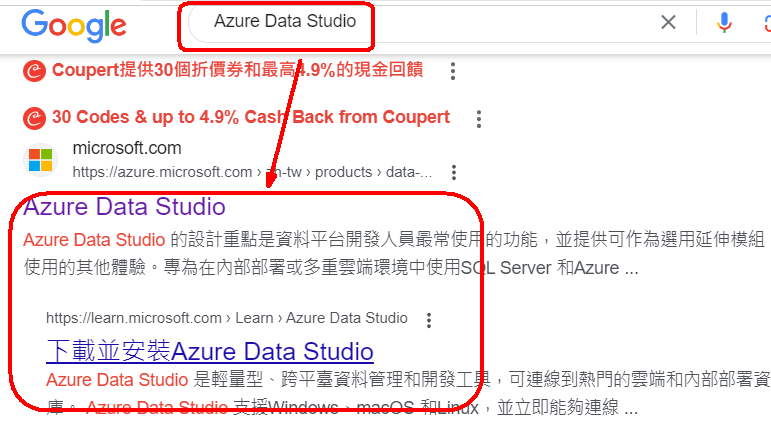 Google
Azure Data Studio
Coupert提供30個折價券和最高4.9%的現金回饋
30 Codes & up to 4.9% Cash Back from Coupert
microsoft.com
https://azure.microsoft.com › zh-tw › products › data-...
Azure Data Studio
Azure Data Studio 的設計重點是資料平台開發人員最常使用的功能，並提供可作為選用延伸模組
使用的其他體驗。專為在內部部署或多重雲端環境中使用SQL Server 和Azure ...
https://learn.microsoft.com › Learn › Azure Data Studio
下載並安裝Azure Data Studio
Azure Data Studio 是輕量型、跨平臺資料管理和開發工具，可連線到熱門的雲端和內部部署資
庫。 Azure Data Studio 支援Windows、macOS 和Linux，並立即能夠連線 ...